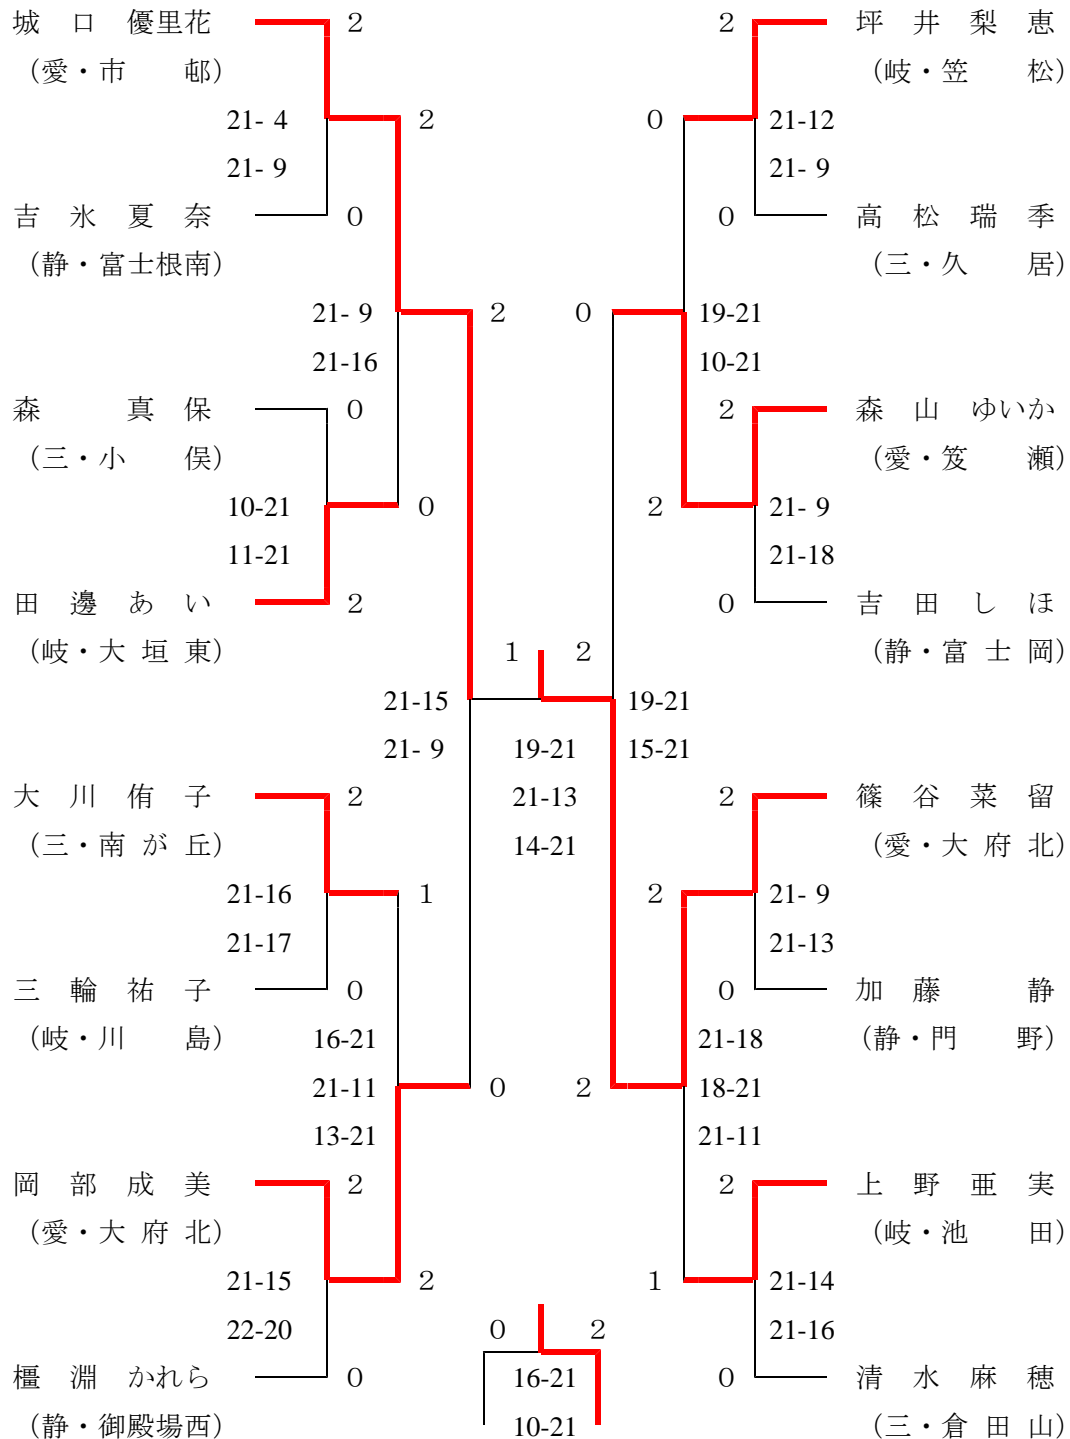 城口優里花 2 2 坪井梨恵
（愛・市邨） （岐・笠松）
21- 4 2 0 21-12
21- 9 21- 9
吉氷夏奈 0 0 高松瑞季
（静・富士根南） （三・久居）
21- 9 2 0 19-21
21-16 10-21
森真保 0 2 森山ゆいか
（三・小俣） （愛・笈瀬）
10-21 0 2 21- 9
11-21 21-18
田邊あい 2 0 吉田しほ
（岐・大垣東） 1 2 （静・富士岡）
21-15 19-21
21- 9 19-21 15-21
大川侑子 2 21-13 2 篠谷菜留
（三・南が丘） 14-21 （愛・大府北）
21-16 1 2 21- 9
21-17 21-13
三輪祐子 0 0 加藤静
（岐・川島） 16-21 21-18 （静・門野）
21-11 0 2 18-21
13-21 21-11
岡部成美 2 2 上野亜実
（愛・大府北） （岐・池田）
21-15 2 1 21-14
22-20 0 2 21-16
橿淵かれら 0 16-21 0 清水麻穂
（静・御殿場西） 10-21 （三・倉田山）